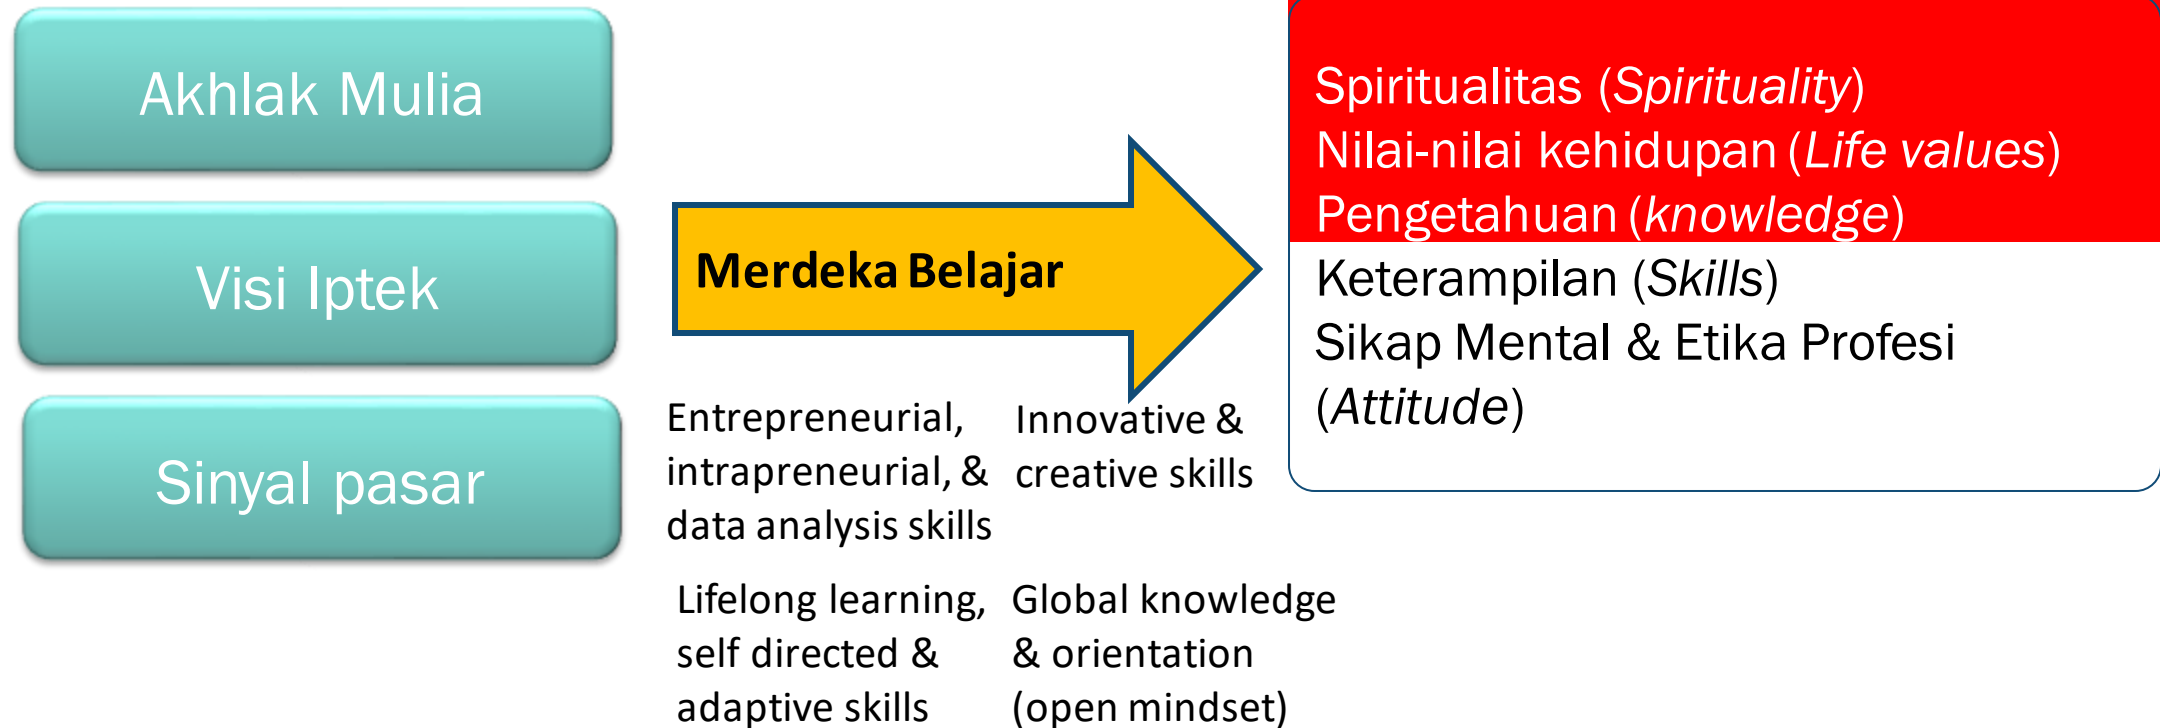 Akhlak Mulia
Visi Iptek
Sinyal pasar
Merdeka Belajar
Entrepreneurial,
intrapreneurial, &
data analysis skills
Innovative &
creative skills
Lifelong learning,
self directed &
adaptive skills
Global knowledge
& orientation
(open mindset)
Spiritualitas (Spirituality)
Nilai-nilai kehidupan (Life values)
Pengetahuan (knowledge)
Keterampilan (Skills)
Sikap Mental & Etika Profesi
(Attitude)